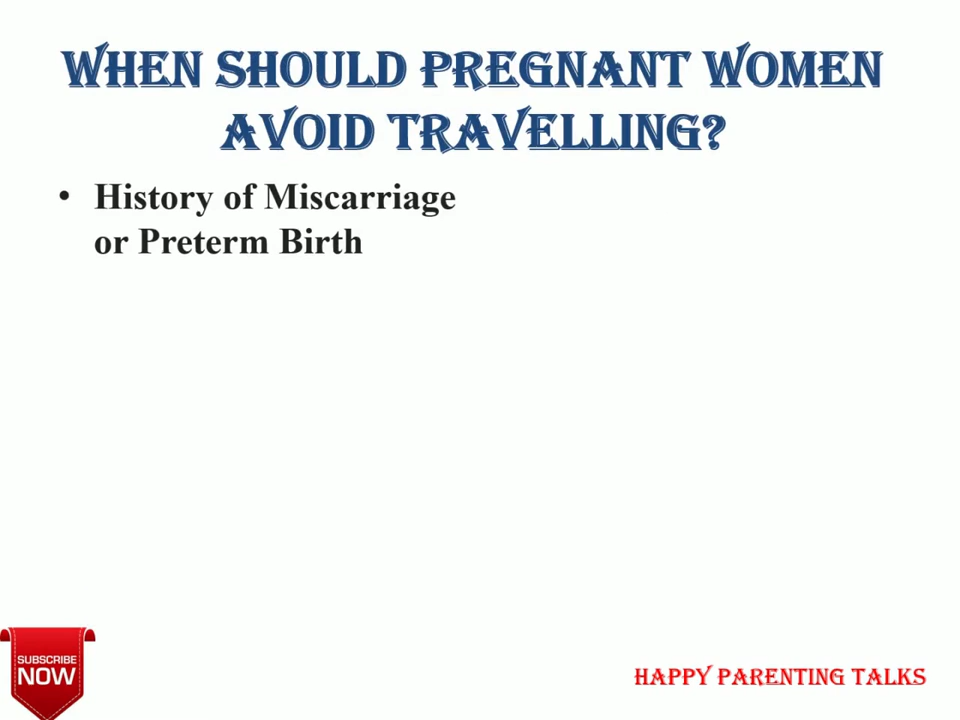 WHEN SHOULD PREGNANT WOMEN
AVOID TRAVELLING?
• History of Miscarriage
or Preterm Birth
SUBSCRIBE
NOW
HAPPY PARENTING TALKS